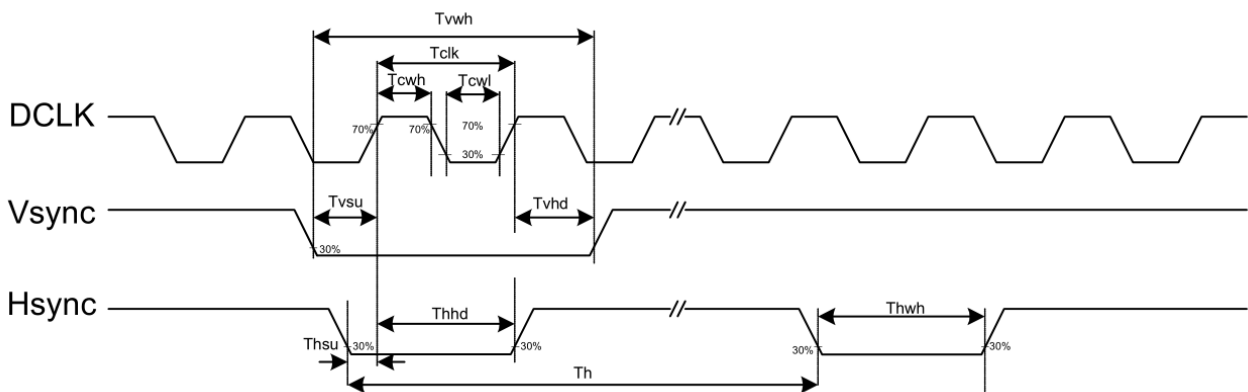 Tvwh
Tclk
Tcwh Tcwl
DCLK
70% 70% 70%
30%
Vsync
Tvsu Tvhd
30%
Hsync
Thhd Thwh
Thsu 30% 30% 30% 30%
Th